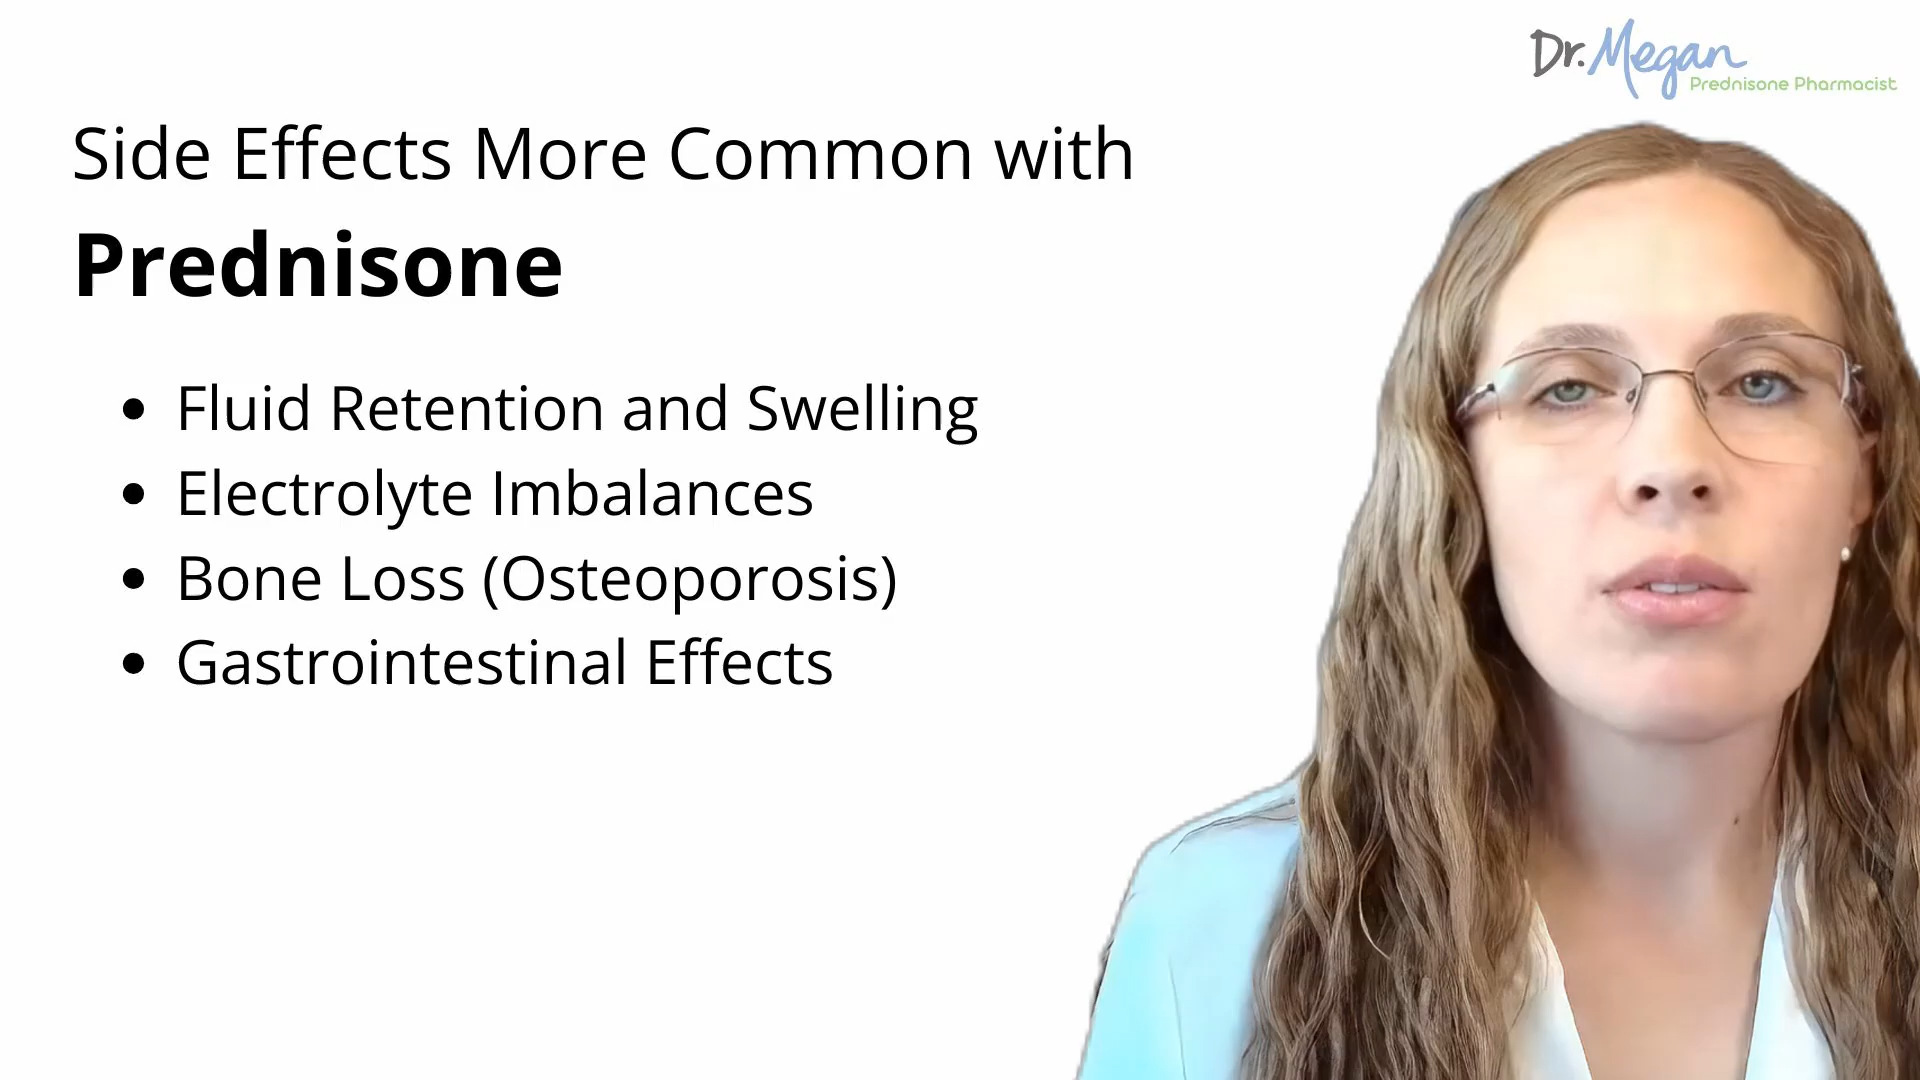 Dr. Megan
Prednisone Pharmacist
Side Effects More Common with
Prednisone
• Fluid Retention and Swelling
• Electrolyte Imbalances
• Bone Loss (Osteoporosis)
• Gastrointestinal Effects